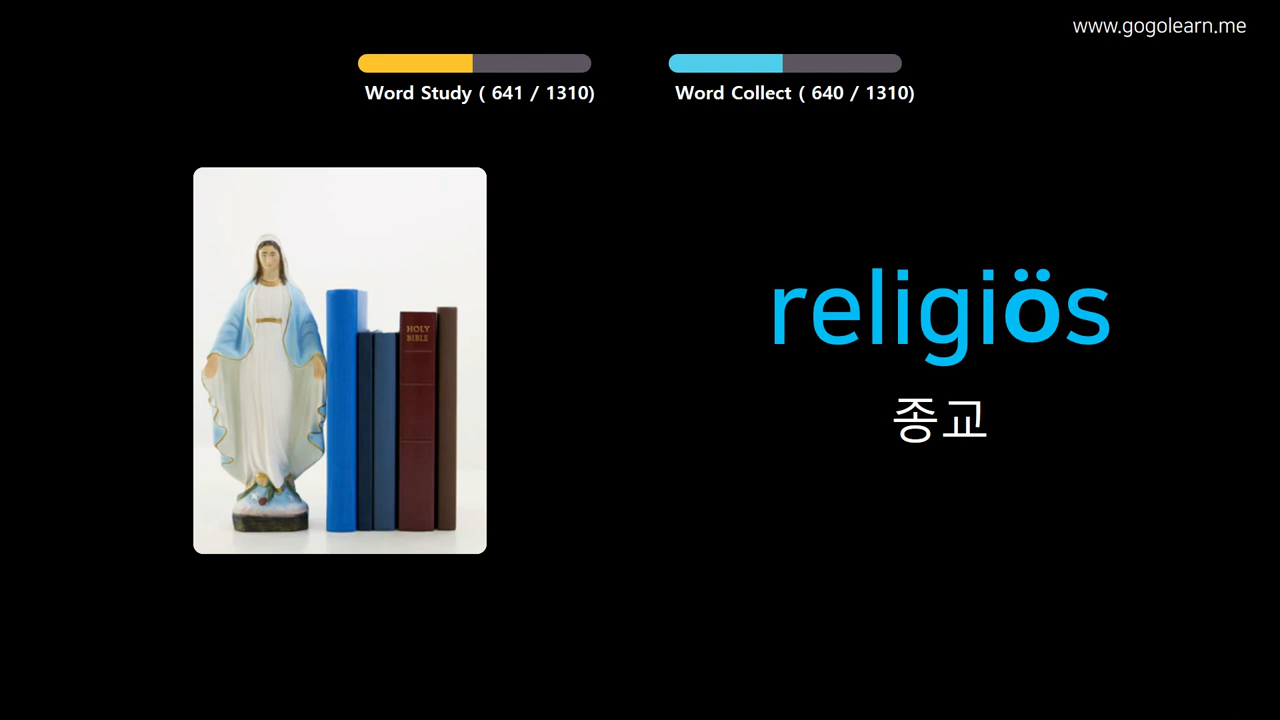 www.gogolearn.me
Word Study ( 641 / 1310)
Word Collect ( 640 / 1310)
HOLY
BIBLE
religiös
종교